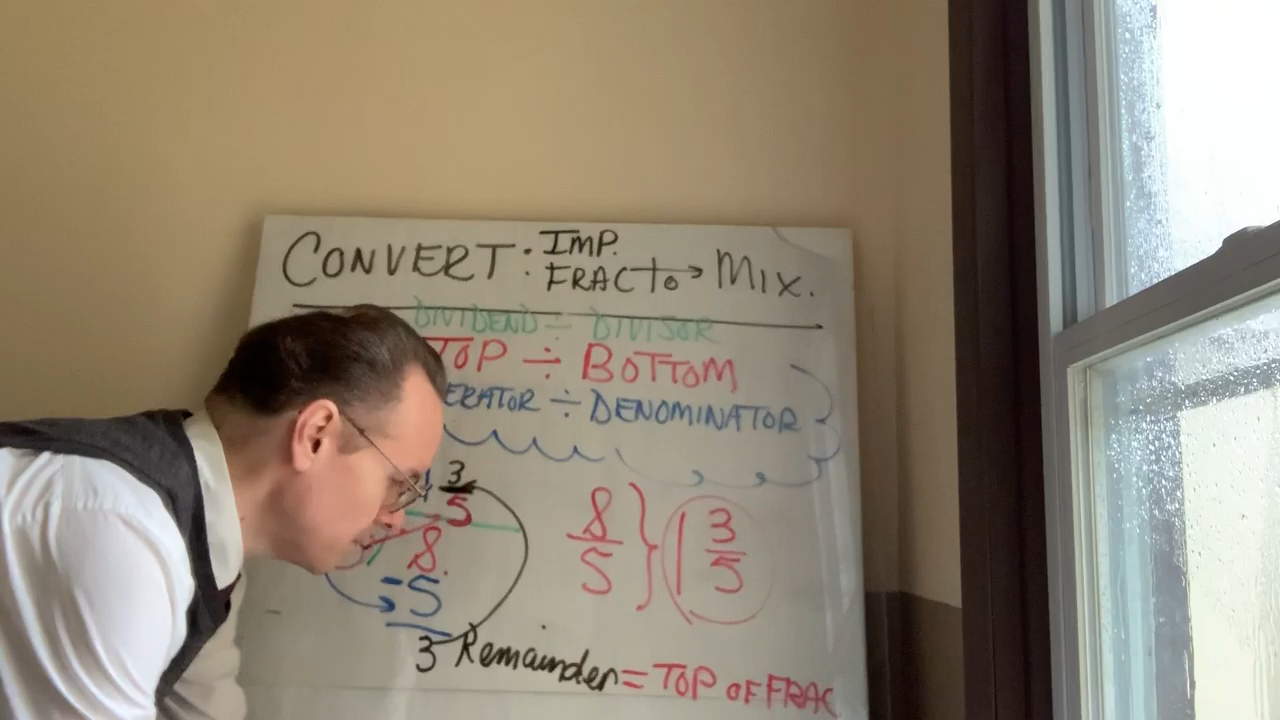 CONVERT: IMP.
FRAC to → MIX.
DIVIDEND ÷ DIVISOR
TOP ÷ BOTTOM
ERATOR ÷ DENOMINATOR
3
5
8
-5
3 Remainder = TOP OF FRAC
8/5 } 1 3/5